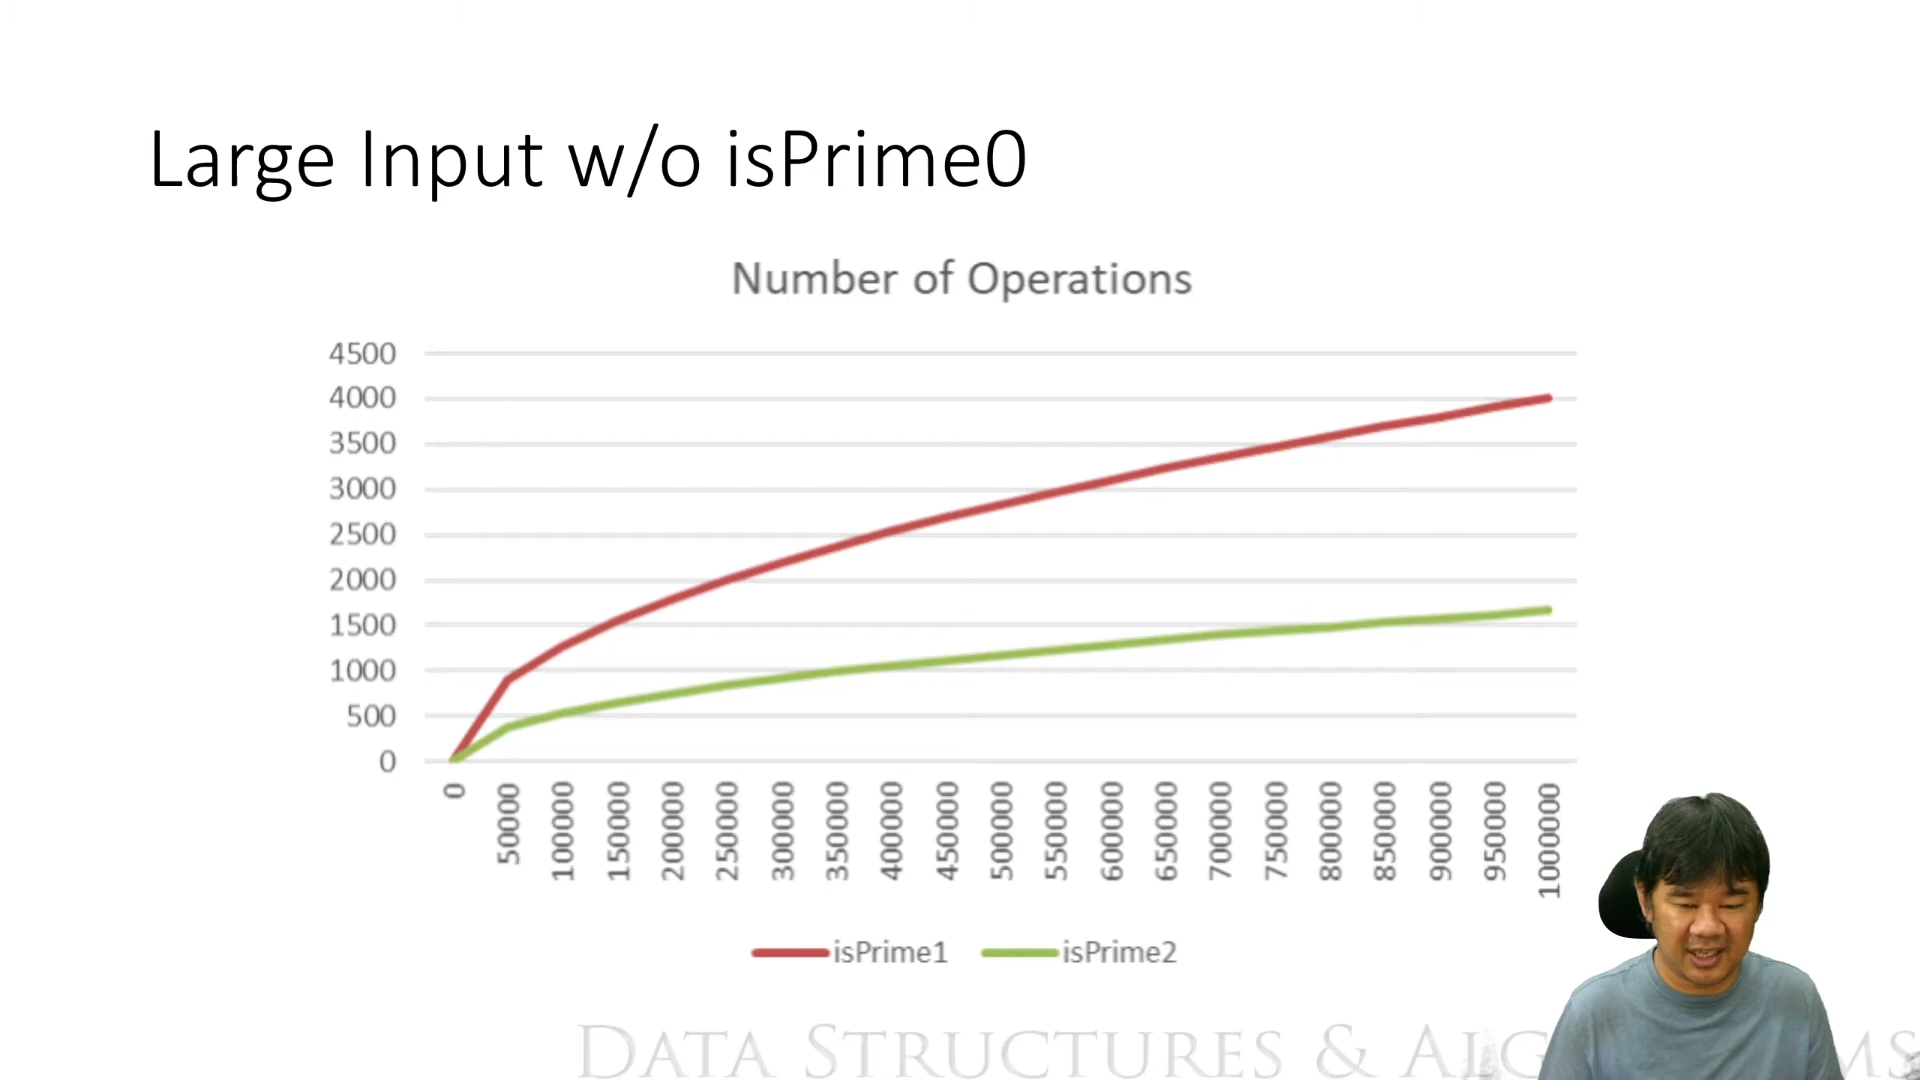 Large Input w/o isPrime0
Number of Operations
4500
4000
3500
3000
2500
2000
1500
1000
500
0
0 50000 100000 150000 200000 250000 300000 350000 400000 450000 500000 550000 600000 650000 700000 750000 800000 850000 900000 950000 1000000
isPrime1 isPrime2
DATA STRUCTURES &